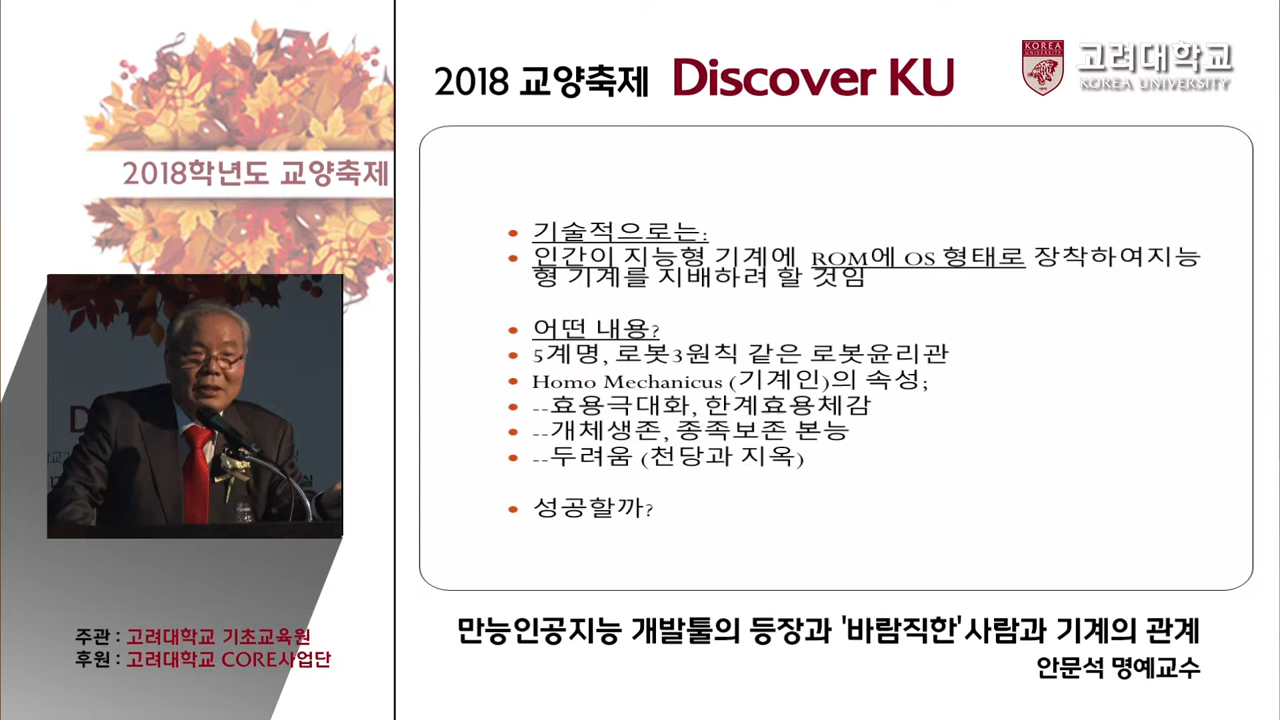 2018학년도 교양축제
주관 : 고려대학교 기초교육원
후원 : 고려대학교 CORE사업단
2018 교양축제 Discover KU
KOREA
고려대학교
KOREA UNIVERSITY
• 기술적으로는:
• 인간이 지능형 기계에 ROM에 OS 형태로 장착하여지능
형 기계를 지배하려 할 것임
• 어떤 내용?
• 5계명, 로봇3원칙 같은 로봇윤리관
• Homo Mechanicus (기계인)의 속성;
• --효용극대화, 한계효용체감
• --개체생존, 종족보존 본능
• --두려움 (천당과 지옥)
• 성공할까?
만능인공지능 개발툴의 등장과 '바람직한' 사람과 기계의 관계
안문석 명예교수